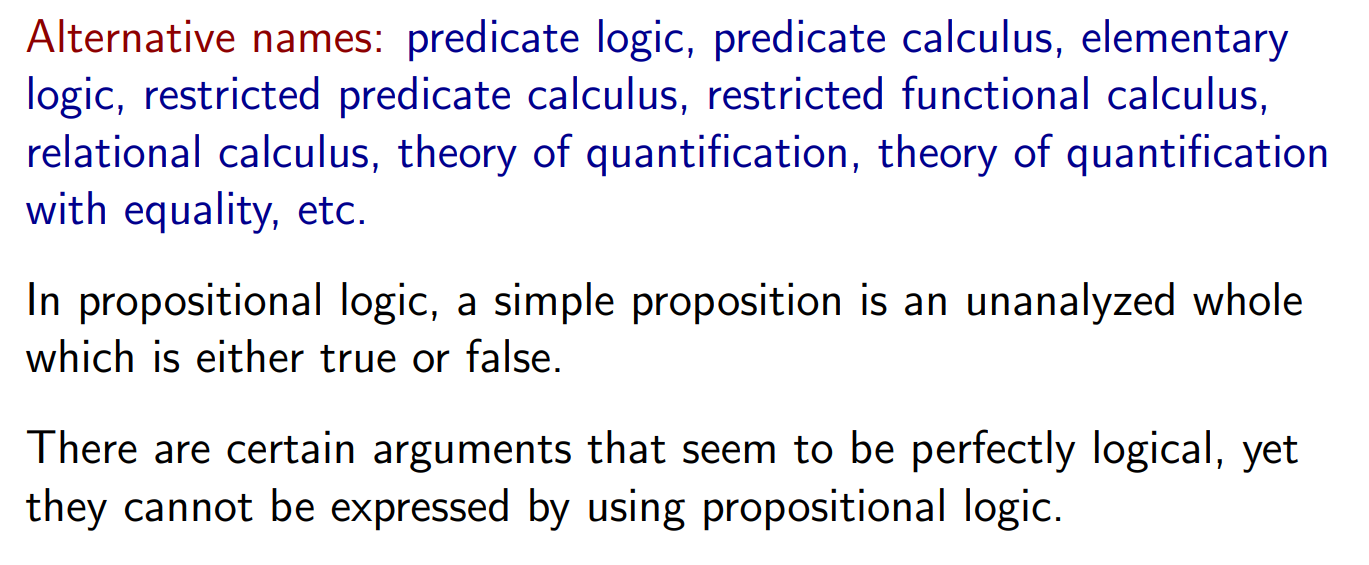 Alternative names: predicate logic, predicate calculus, elementary
logic, restricted predicate calculus, restricted functional calculus,
relational calculus, theory of quantification, theory of quantification
with equality, etc.
In propositional logic, a simple proposition is an unanalyzed whole
which is either true or false.
There are certain arguments that seem to be perfectly logical, yet
they cannot be expressed by using propositional logic.